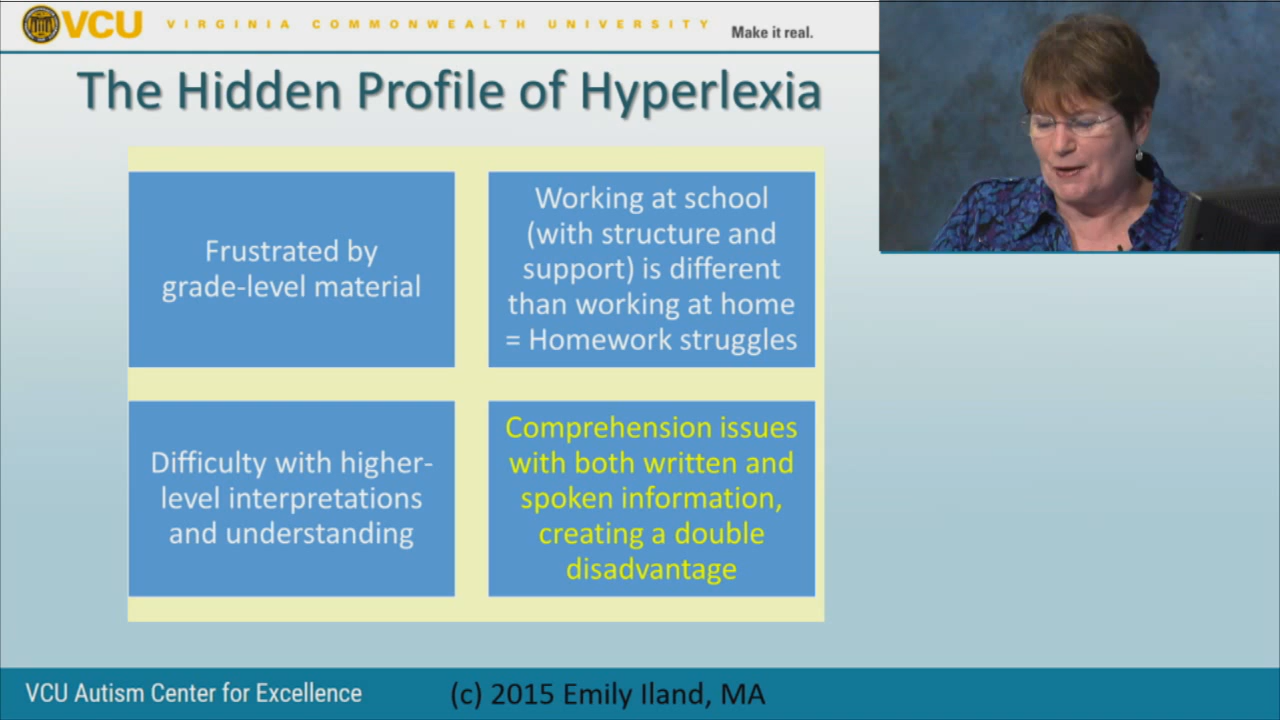 VCU VIRGINIA COMMONWEALTH UNIVERSITY
Make it real.
The Hidden Profile of Hyperlexia
Frustrated by
grade-level material
Working at school
(with structure and
support) is different
than working at home
= Homework struggles
Difficulty with higher-
level interpretations
and understanding
Comprehension issues
with both written and
spoken information,
creating a double
disadvantage
VCU Autism Center for Excellence
(c) 2015 Emily Iland, MA